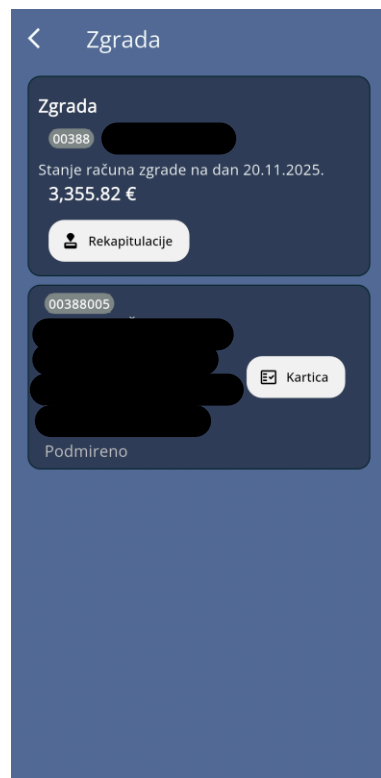 Zgrada
Zgrada
00388
Stanje računa zgrade na dan 20.11.2025.
3,355.82 €
Rekapitulacije
00388005
Kartica
Podmireno